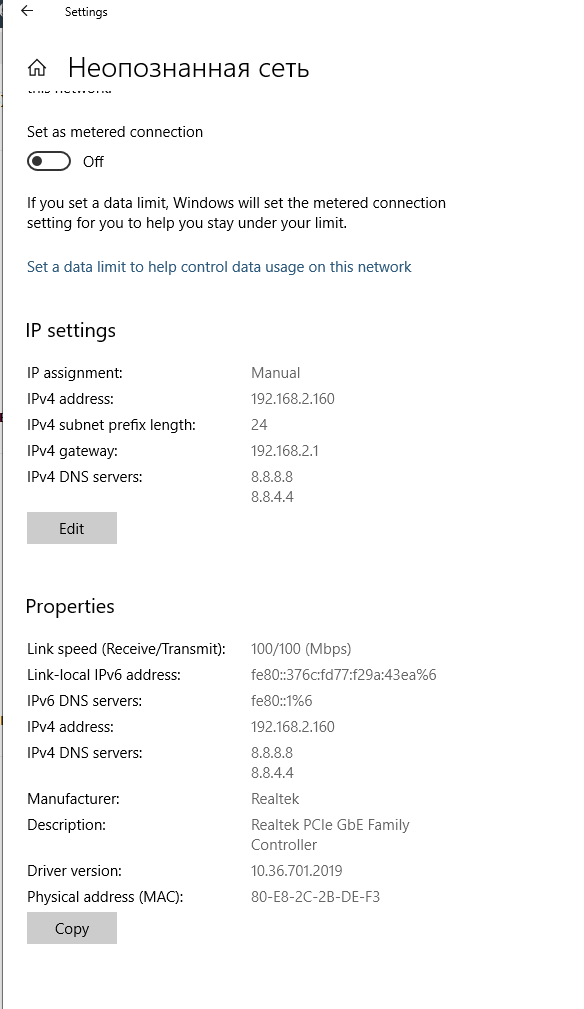 Settings
Неопознанная сеть
this network.
Set as metered connection
Off
If you set a data limit, Windows will set the metered connection
setting for you to help you stay under your limit.
Set a data limit to help control data usage on this network
IP settings
IP assignment: Manual
IPv4 address: 192.168.2.160
IPv4 subnet prefix length: 24
IPv4 gateway: 192.168.2.1
IPv4 DNS servers: 8.8.8.8
8.8.4.4
Edit
Properties
Link speed (Receive/Transmit): 100/100 (Mbps)
Link-local IPv6 address: fe80::376c:fd77:f29a:43ea%6
IPv6 DNS servers: fe80::1%6
IPv4 address: 192.168.2.160
IPv4 DNS servers: 8.8.8.8
8.8.4.4
Manufacturer: Realtek
Description: Realtek PCIe GbE Family
Controller
Driver version: 10.36.701.2019
Physical address (MAC): 80-E8-2C-2B-DE-F3
Copy